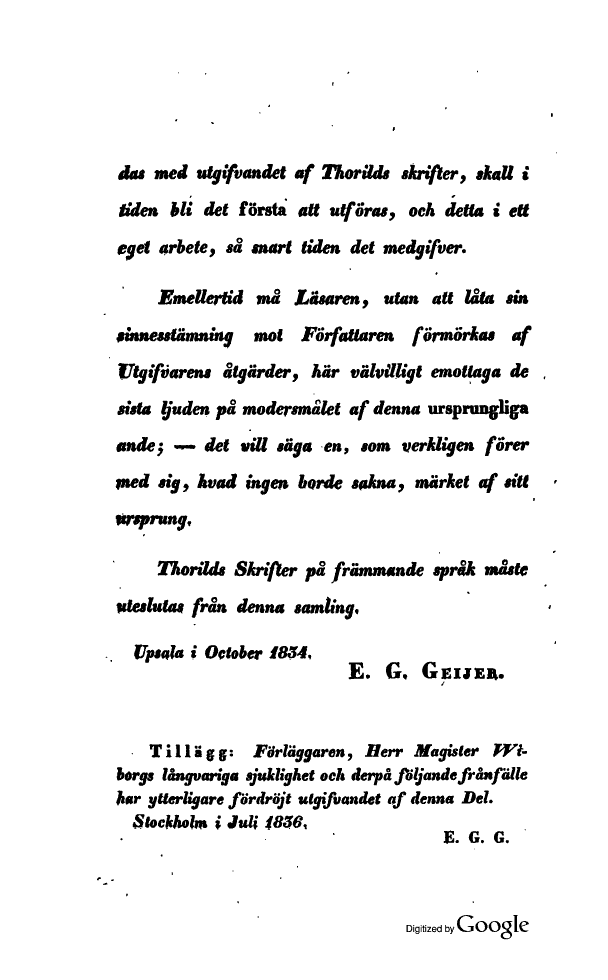 das med utgifvandet af Thorilds skrifter, skall i
tiden bli det första att utföras, och detta i ett
eget arbete, så snart tiden det medgifver.
Emellertid må Läsaren, utan att låta sin
sinnesstämning mot Författaren förmörkas af
Utgifvarens åtgärder, här välvilligt emottaga de
sista ljuden på modersmålet af denna ursprungliga
ande; — det vill säga en, som verkligen förer
med sig, hvad ingen borde sakna, märket af sitt
ursprung.
Thorilds Skrifter på främmande språk måste
uteslutas från denna samling.
Upsala i October 1834.
E. G. GEIJER.
Tillägg: Förläggaren, Herr Magister Wi-
borgs långvariga sjuklighet och derpå följande frånfälle
har ytterligare fördröjt utgifvandet af denna Del.
Stockholm i Juli 1836.
E. G. G.
Digitized by Google